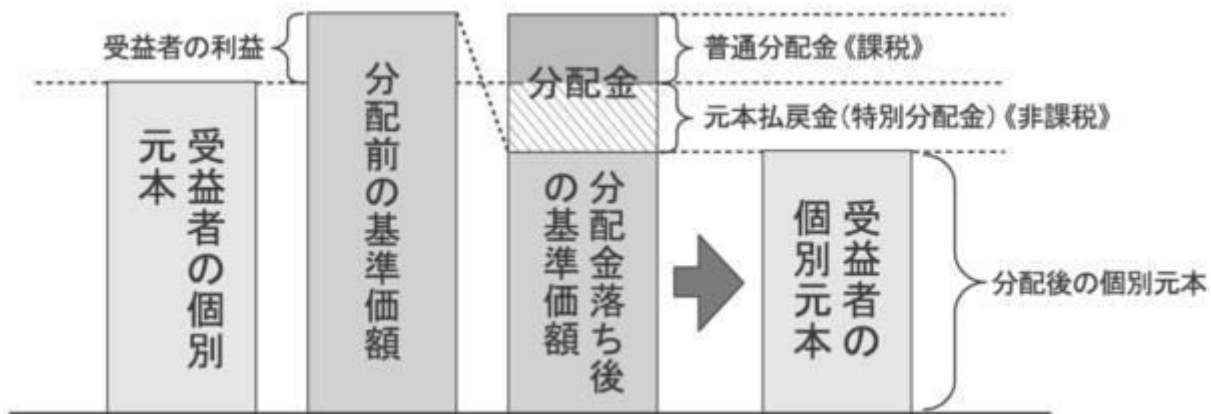 受益者の利益
受益者の個別
元本
分配前の基準価額
分配金
分配金落ち後
の基準価額
普通分配金《課税》
元本払戻金(特別分配金)《非課税》
受益者の
個別元本
分配後の個別元本